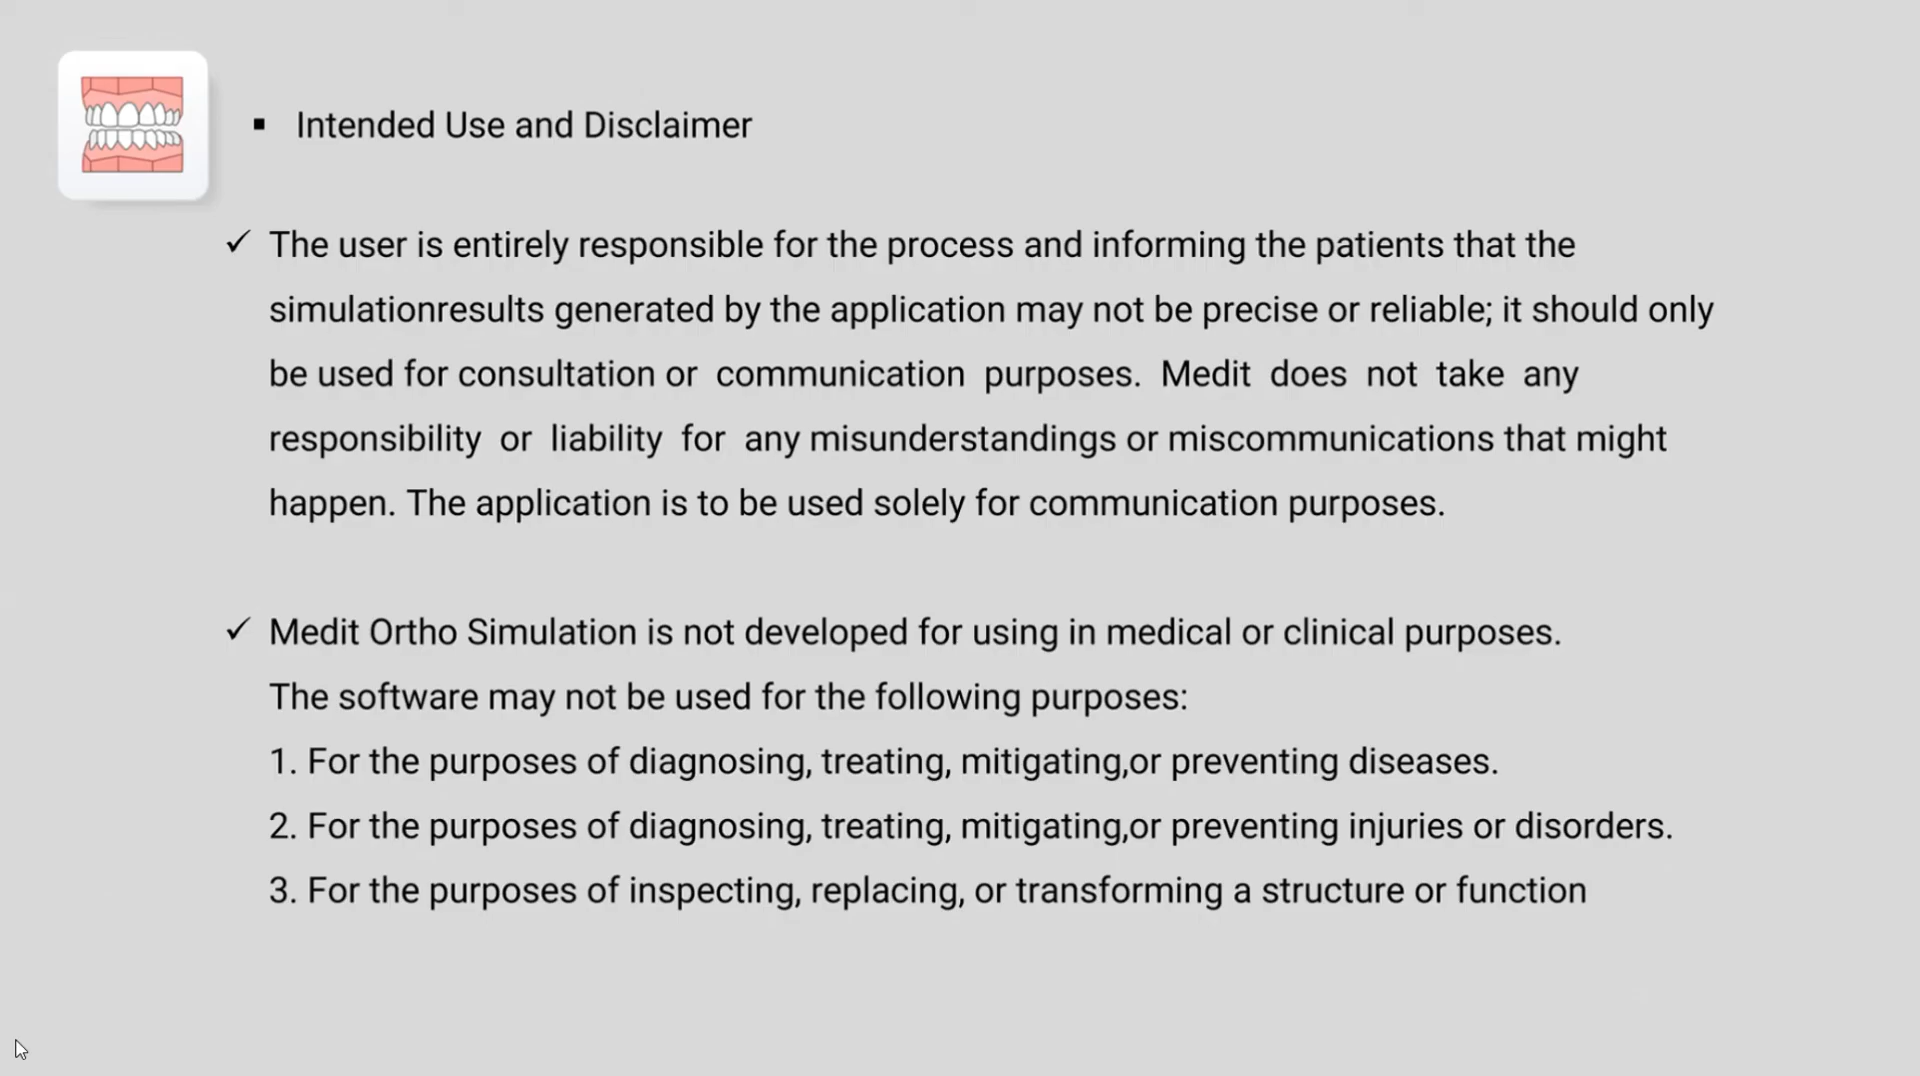 ▪ Intended Use and Disclaimer
✓ The user is entirely responsible for the process and informing the patients that the
simulationresults generated by the application may not be precise or reliable; it should only
be used for consultation or communication purposes. Medit does not take any
responsibility or liability for any misunderstandings or miscommunications that might
happen. The application is to be used solely for communication purposes.
✓ Medit Ortho Simulation is not developed for using in medical or clinical purposes.
The software may not be used for the following purposes:
1. For the purposes of diagnosing, treating, mitigating,or preventing diseases.
2. For the purposes of diagnosing, treating, mitigating,or preventing injuries or disorders.
3. For the purposes of inspecting, replacing, or transforming a structure or function